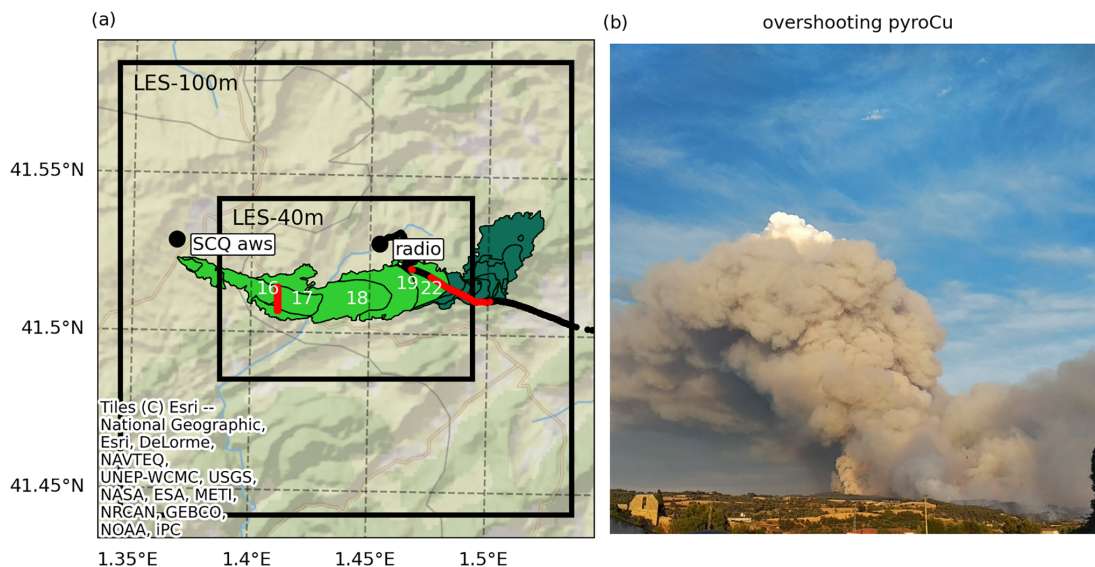 (a)
(b)
overshooting pyroCu
LES-100m
41.55°N
LES-40m
SCQ aws
radio
16
17
18
19
22
41.5°N
41.45°N
Tiles (C) Esri --
National Geographic,
Esri, DeLorme,
NAVTEQ,
UNEP-WCMC, USGS,
NASA, ESA, METI,
NRCAN, GEBCO,
NOAA, iPC
1.35°E
1.4°E
1.45°E
1.5°E